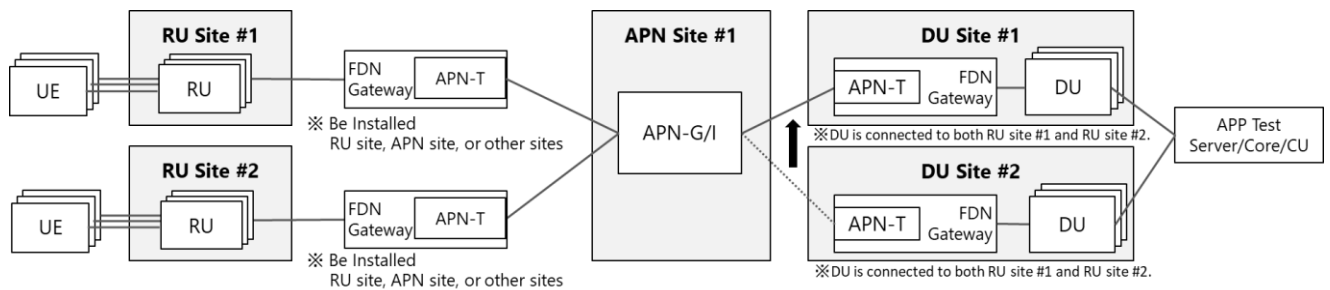 RU Site #1
UE
RU
FDN
Gateway
APN-T
※ Be Installed
RU site, APN site, or other sites
RU Site #2
UE
RU
FDN
Gateway
APN-T
※ Be Installed
RU site, APN site, or other sites
APN Site #1
APN-G/I
DU Site #1
APN-T
FDN
Gateway
DU
※DU is connected to both RU site #1 and RU site #2.
DU Site #2
APN-T
FDN
Gateway
DU
※DU is connected to both RU site #1 and RU site #2.
APP Test
Server/Core/CU